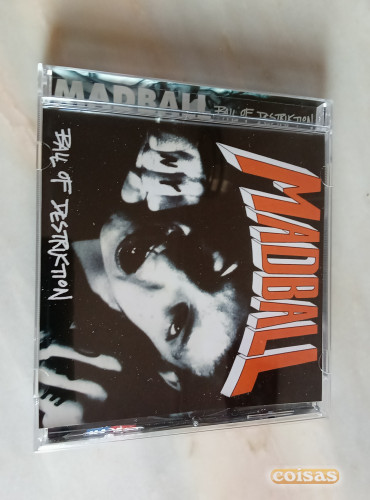 MADBALL BALL OF DESTRUCTION
MADBALL
BALL OF DESTRUCTION
coisas